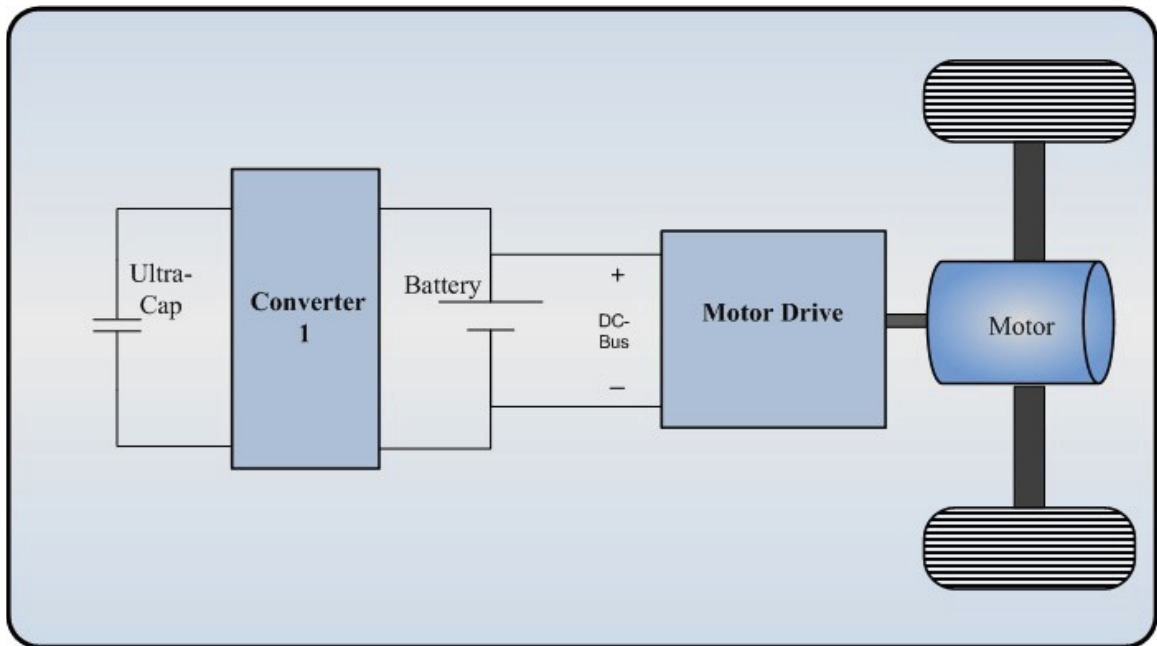 Ultra-
Cap
Converter
1
Battery
+
DC-
Bus
–
Motor Drive
Motor